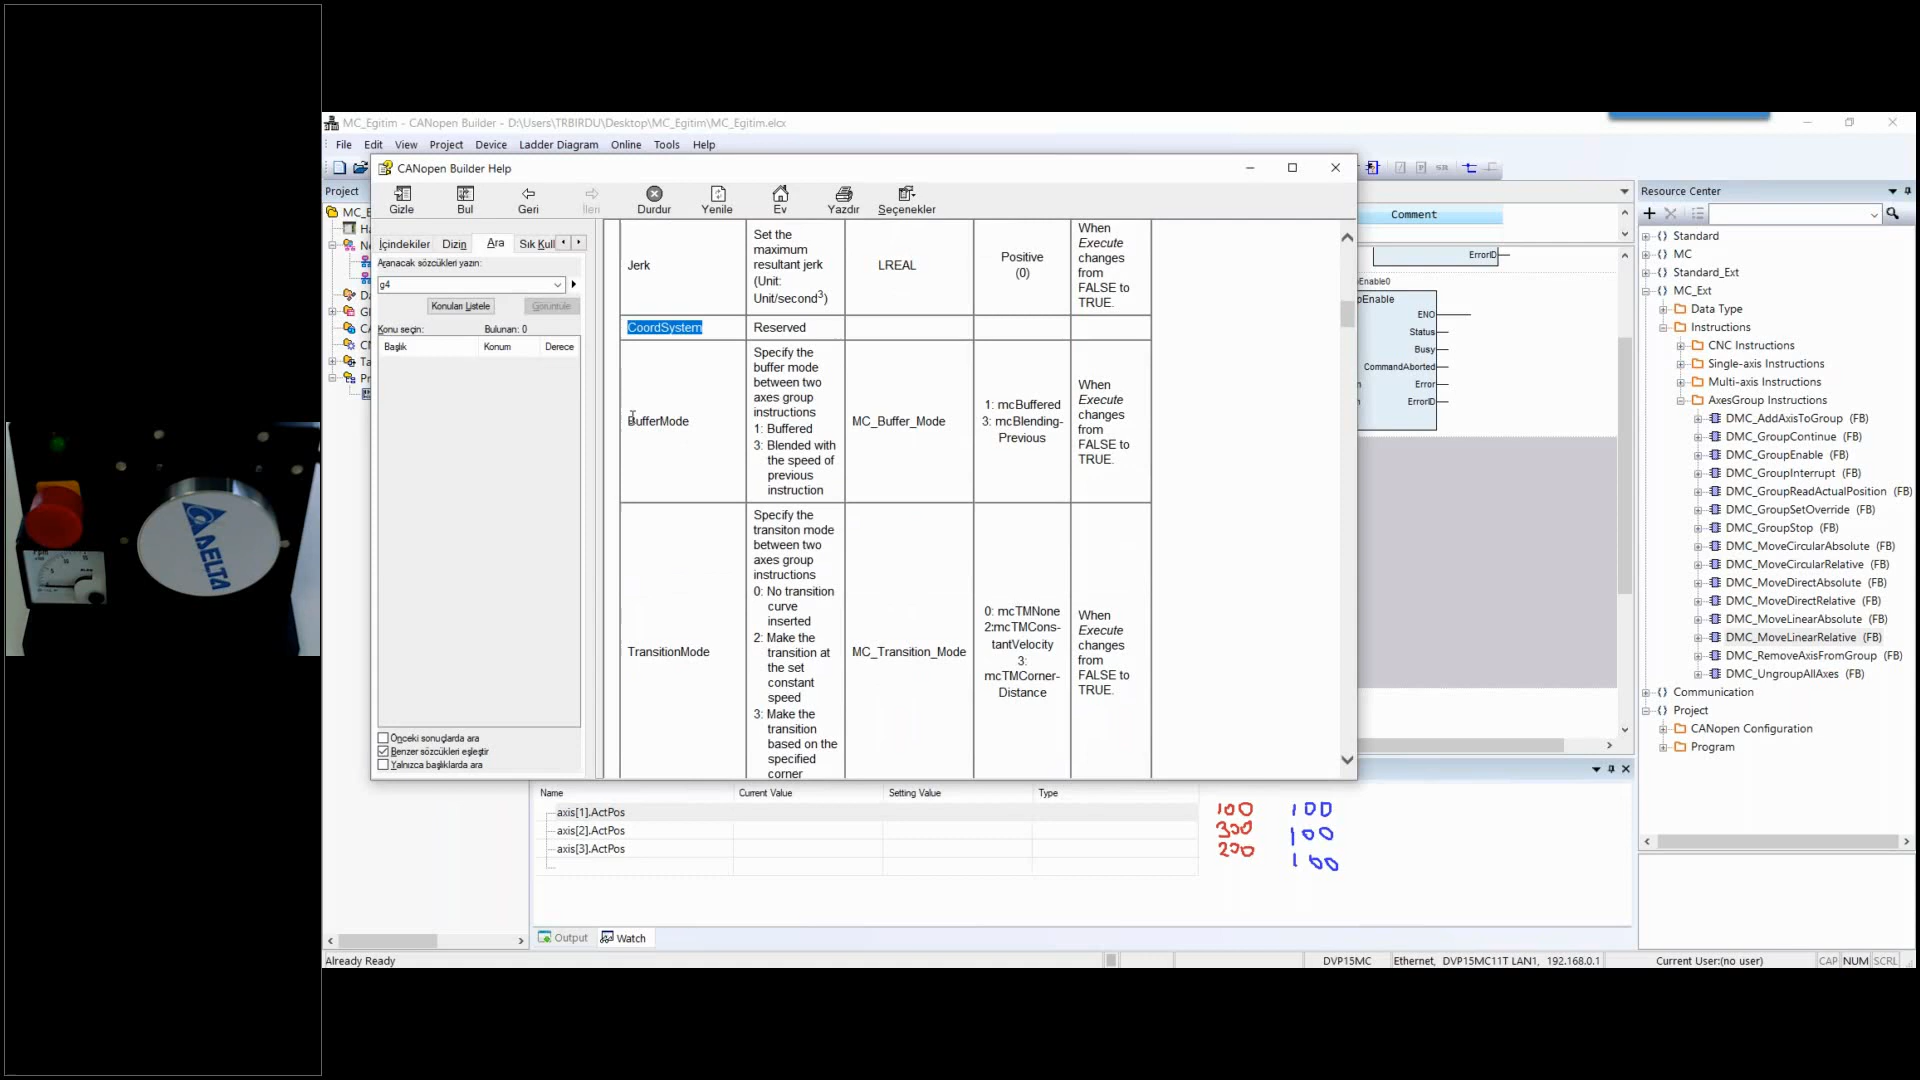 MC_Egitim - CANopen Builder - D:\Users\TRBIRDU\Desktop\MC_Egitim\MC_Egitim.elcx
File Edit View Project Device Ladder Diagram Online Tools Help
Project
CANopen Builder Help
Gizle Bul Geri İleri Durdur Yenile Ev Yazdır Seçenekler
İçindekiler Dizin Ara Sık Kull
Aranacak sözcükleri yazın:
g4
Konuları Listele Görüntüle
Konu seçin: Bulunan: 0
Başlık Konum Derece
Önceki sonuçlarda ara
Benzer sözcükleri eşleştir
Yalnızca başlıklarda ara
Jerk
Set the
maximum
resultant jerk
(Unit:
Unit/second3)
LREAL
Positive
(0)
When
Execute
changes
from
FALSE to
TRUE.
CoordSystem
Reserved
BufferMode
Specify the
buffer mode
between two
axes group
instructions
1: Buffered
3: Blended with
the speed of
previous
instruction
MC_Buffer_Mode
1: mcBuffered
3: mcBlending-
Previous
When
Execute
changes
from
FALSE to
TRUE.
TransitionMode
Specify the
transiton mode
between two
axes group
instructions
0: No transition
curve
inserted
2: Make the
transition at
the set
constant
speed
3: Make the
transition
based on the
specified
corner
MC_Transition_Mode
0: mcTMNone
2:mcTMCons-
tantVelocity
3:
mcTMCorner-
Distance
When
Execute
changes
from
FALSE to
TRUE.
Comment
ErrorID
Enable0
pEnable
ENO
Status
Busy
CommandAborted
Error
ErrorID
Resource Center
Standard
MC
Standard_Ext
MC_Ext
Data Type
Instructions
CNC Instructions
Single-axis Instructions
Multi-axis Instructions
AxesGroup Instructions
DMC_AddAxisToGroup (FB)
DMC_GroupContinue (FB)
DMC_GroupEnable (FB)
DMC_GroupInterrupt (FB)
DMC_GroupReadActualPosition (FB)
DMC_GroupSetOverride (FB)
DMC_GroupStop (FB)
DMC_MoveCircularAbsolute (FB)
DMC_MoveCircularRelative (FB)
DMC_MoveDirectAbsolute (FB)
DMC_MoveDirectRelative (FB)
DMC_MoveLinearAbsolute (FB)
DMC_MoveLinearRelative (FB)
DMC_RemoveAxisFromGroup (FB)
DMC_UngroupAllAxes (FB)
Communication
Project
CANopen Configuration
Program
Name Current Value Setting Value Type
axis[1].ActPos
axis[2].ActPos
axis[3].ActPos
100 100
300 100
200 100
Output Watch
Already Ready
DVP15MC Ethernet, DVP15MC11T LAN1, 192.168.0.1 Current User:(no user) CAP NUM SCRL
DELTA